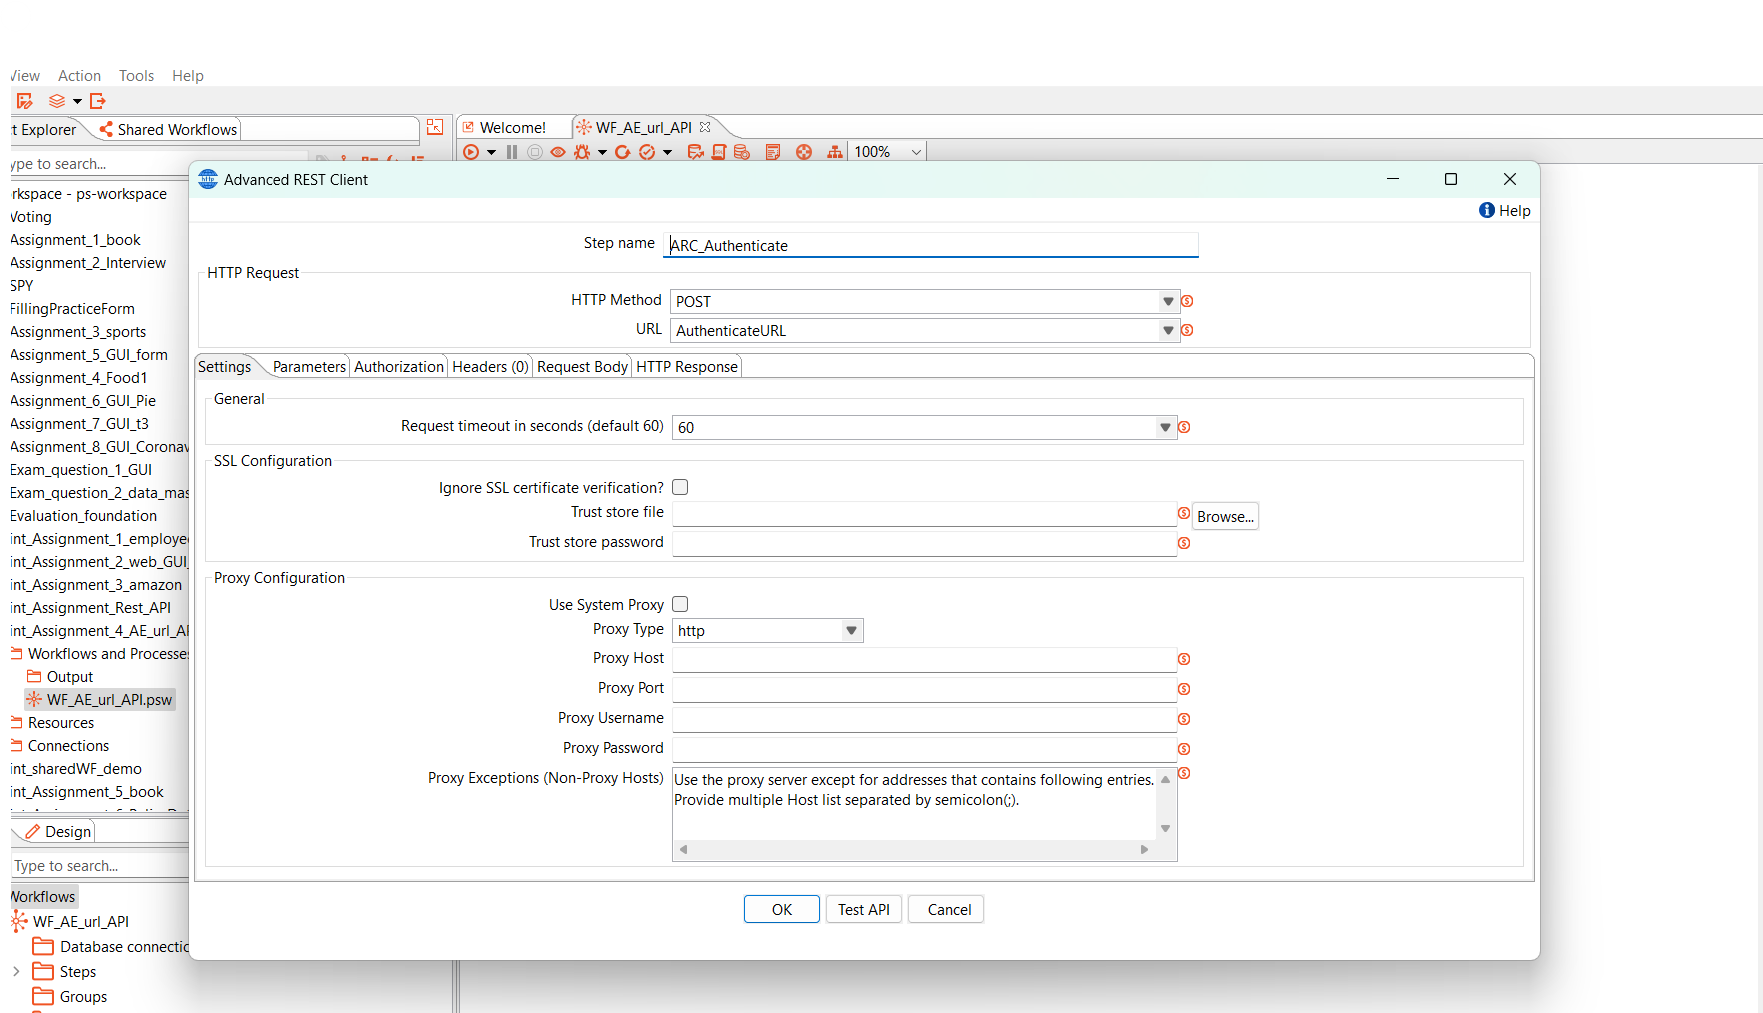 View Action Tools Help
t Explorer Shared Workflows
Welcome! WF_AE_url_API
ype to search...
100%
rkspace - ps-workspace
Voting
Assignment_1_book
Assignment_2_Interview
SPY
FillingPracticeForm
Assignment_3_sports
Assignment_5_GUI_form
Assignment_4_Food1
Assignment_6_GUI_Pie
Assignment_7_GUI_t3
Assignment_8_GUI_Coronav
Exam_question_1_GUI
Exam_question_2_data_mas
Evaluation_foundation
int_Assignment_1_employe
int_Assignment_2_web_GUI_
int_Assignment_3_amazon
int_Assignment_Rest_API
int_Assignment_4_AE_url_AP
Workflows and Processes
Output
WF_AE_url_API.psw
Resources
Connections
int_sharedWF_demo
int_Assignment_5_book
Design
Type to search...
Workflows
WF_AE_url_API
Database connectio
Steps
Groups
http
Advanced REST Client
Help
Step name ARC_Authenticate
HTTP Request
HTTP Method POST
URL AuthenticateURL
Settings Parameters Authorization Headers (0) Request Body HTTP Response
General
Request timeout in seconds (default 60) 60
SSL Configuration
Ignore SSL certificate verification?
Trust store file Browse...
Trust store password
Proxy Configuration
Use System Proxy
Proxy Type http
Proxy Host
Proxy Port
Proxy Username
Proxy Password
Proxy Exceptions (Non-Proxy Hosts) Use the proxy server except for addresses that contains following entries.
Provide multiple Host list separated by semicolon(;).
OK Test API Cancel